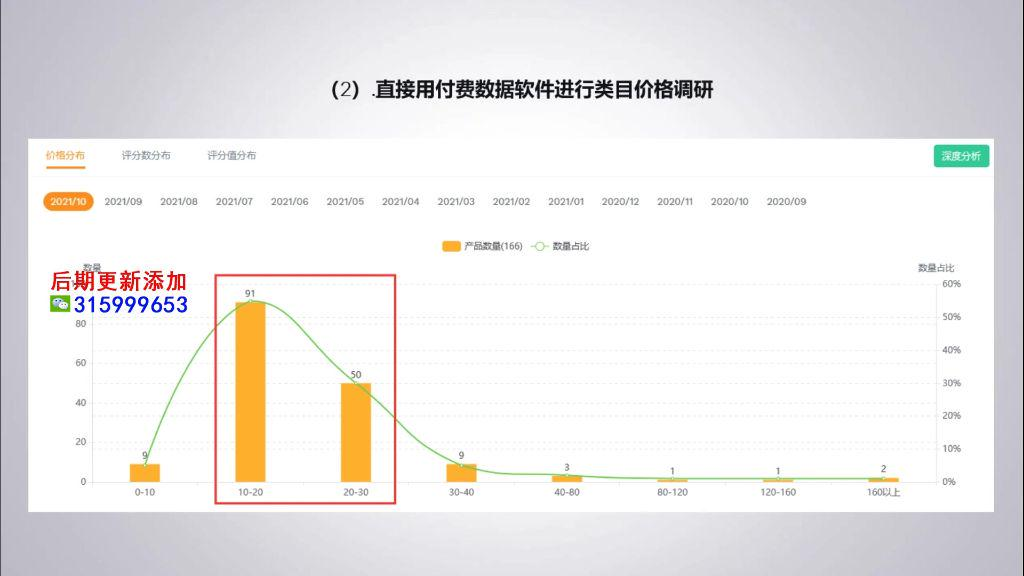 （2）.直接用付费数据软件进行类目价格调研
价格分布 评分数分布 评分值分布 深度分析
2021/10 2021/09 2021/08 2021/07 2021/06 2021/05 2021/04 2021/03 2021/02 2021/01 2020/12 2020/11 2020/10 2020/09
产品数量(166) 数量占比
数量 数量占比
后期更新添加
315999653
60%
80 50%
60 40%
40 30%
20 20%
0 10%
0%
91
50
9 9 3 1 1 2
0-10 10-20 20-30 30-40 40-80 80-120 120-160 160以上